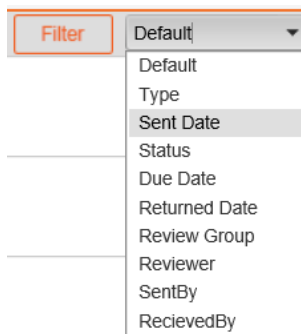 Filter Default
Default
Type
Sent Date
Status
Due Date
Returned Date
Review Group
Reviewer
SentBy
RecievedBy